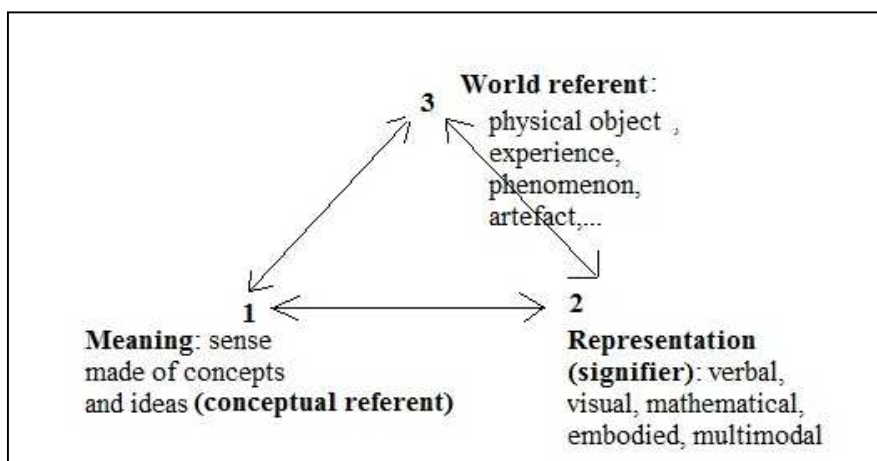 World referent:
3
physical object ,
experience,
phenomenon,
artefact,...
1
2
Meaning: sense
made of concepts
and ideas (conceptual referent)
Representation
(signifier): verbal,
visual, mathematical,
embodied, multimodal